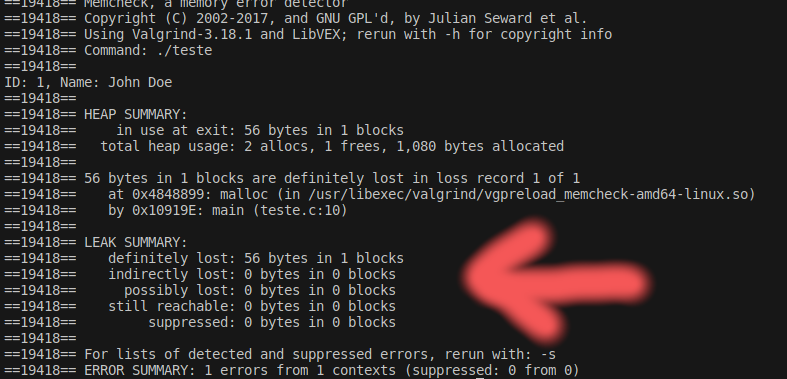 ==19418== Memcheck, a memory error detector
==19418== Copyright (C) 2002-2017, and GNU GPL'd, by Julian Seward et al.
==19418== Using Valgrind-3.18.1 and LibVEX; rerun with -h for copyright info
==19418== Command: ./teste
==19418==
ID: 1, Name: John Doe
==19418==
==19418== HEAP SUMMARY:
==19418==     in use at exit: 56 bytes in 1 blocks
==19418==   total heap usage: 2 allocs, 1 frees, 1,080 bytes allocated
==19418==
==19418== 56 bytes in 1 blocks are definitely lost in loss record 1 of 1
==19418==    at 0x4848899: malloc (in /usr/libexec/valgrind/vgpreload_memcheck-amd64-linux.so)
==19418==    by 0x10919E: main (teste.c:10)
==19418==
==19418== LEAK SUMMARY:
==19418==    definitely lost: 56 bytes in 1 blocks
==19418==    indirectly lost: 0 bytes in 0 blocks
==19418==      possibly lost: 0 bytes in 0 blocks
==19418==    still reachable: 0 bytes in 0 blocks
==19418==         suppressed: 0 bytes in 0 blocks
==19418==
==19418== For lists of detected and suppressed errors, rerun with: -s
==19418== ERROR SUMMARY: 1 errors from 1 contexts (suppressed: 0 from 0)